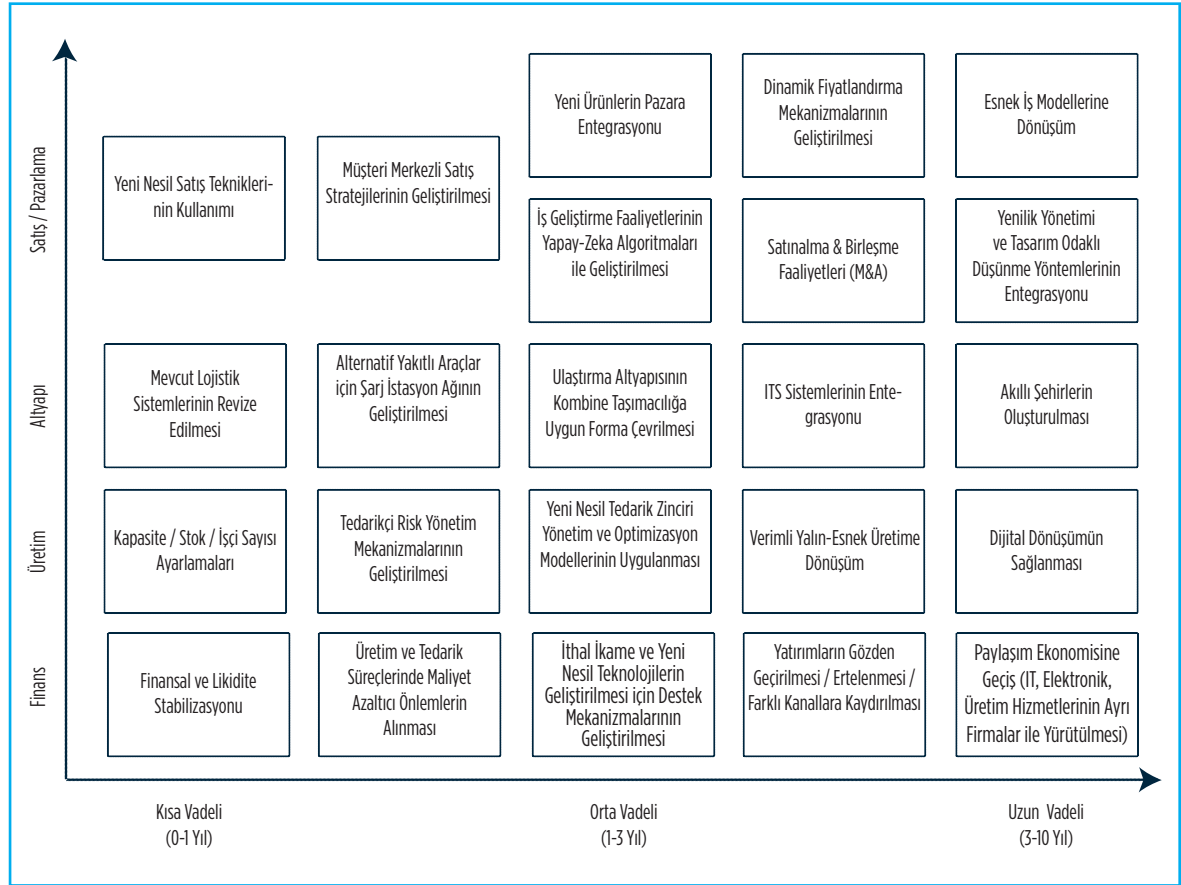 Satış / Pazarlama
Yeni Nesil Satış Teknikleri-
nin Kullanımı
Müşteri Merkezli Satış
Stratejilerinin Geliştirilmesi
Yeni Ürünlerin Pazara
Entegrasyonu
Dinamik Fiyatlandırma
Mekanizmalarının
Geliştirilmesi
Esnek İş Modellerine
Dönüşüm
İş Geliştirme Faaliyetlerinin
Yapay-Zeka Algoritmaları
ile Geliştirilmesi
Satınalma & Birleşme
Faaliyetleri (M&A)
Yenilik Yönetimi
ve Tasarım Odaklı
Düşünme Yöntemlerinin
Entegrasyonu
Altyapı
Mevcut Lojistik
Sistemlerinin Revize
Edilmesi
Alternatif Yakıtlı Araçlar
için Şarj İstasyon Ağının
Geliştirilmesi
Ulaştırma Altyapısının
Kombine Taşımacılığa
Uygun Forma Çevrilmesi
ITS Sistemlerinin Ente-
grasyonu
Akıllı Şehirlerin
Oluşturulması
Üretim
Kapasite / Stok / İşçi Sayısı
Ayarlamaları
Tedarikçi Risk Yönetim
Mekanizmalarının
Geliştirilmesi
Yeni Nesil Tedarik Zinciri
Yönetim ve Optimizasyon
Modellerinin Uygulanması
Verimli Yalın-Esnek Üretime
Dönüşüm
Dijital Dönüşümün
Sağlanması
Finans
Finansal ve Likidite
Stabilizasyonu
Üretim ve Tedarik
Süreçlerinde Maliyet
Azaltıcı Önlemlerin
Alınması
İthal İkame ve Yeni
Nesil Teknolojilerin
Geliştirilmesi için Destek
Mekanizmalarının
Geliştirilmesi
Yatırımların Gözden
Geçirilmesi / Ertelenmesi /
Farklı Kanallara Kaydırılması
Paylaşım Ekonomisine
Geçiş (IT, Elektronik,
Üretim Hizmetlerinin Ayrı
Firmalar ile Yürütülmesi)
Kısa Vadeli
(0-1 Yıl)
Orta Vadeli
(1-3 Yıl)
Uzun Vadeli
(3-10 Yıl)